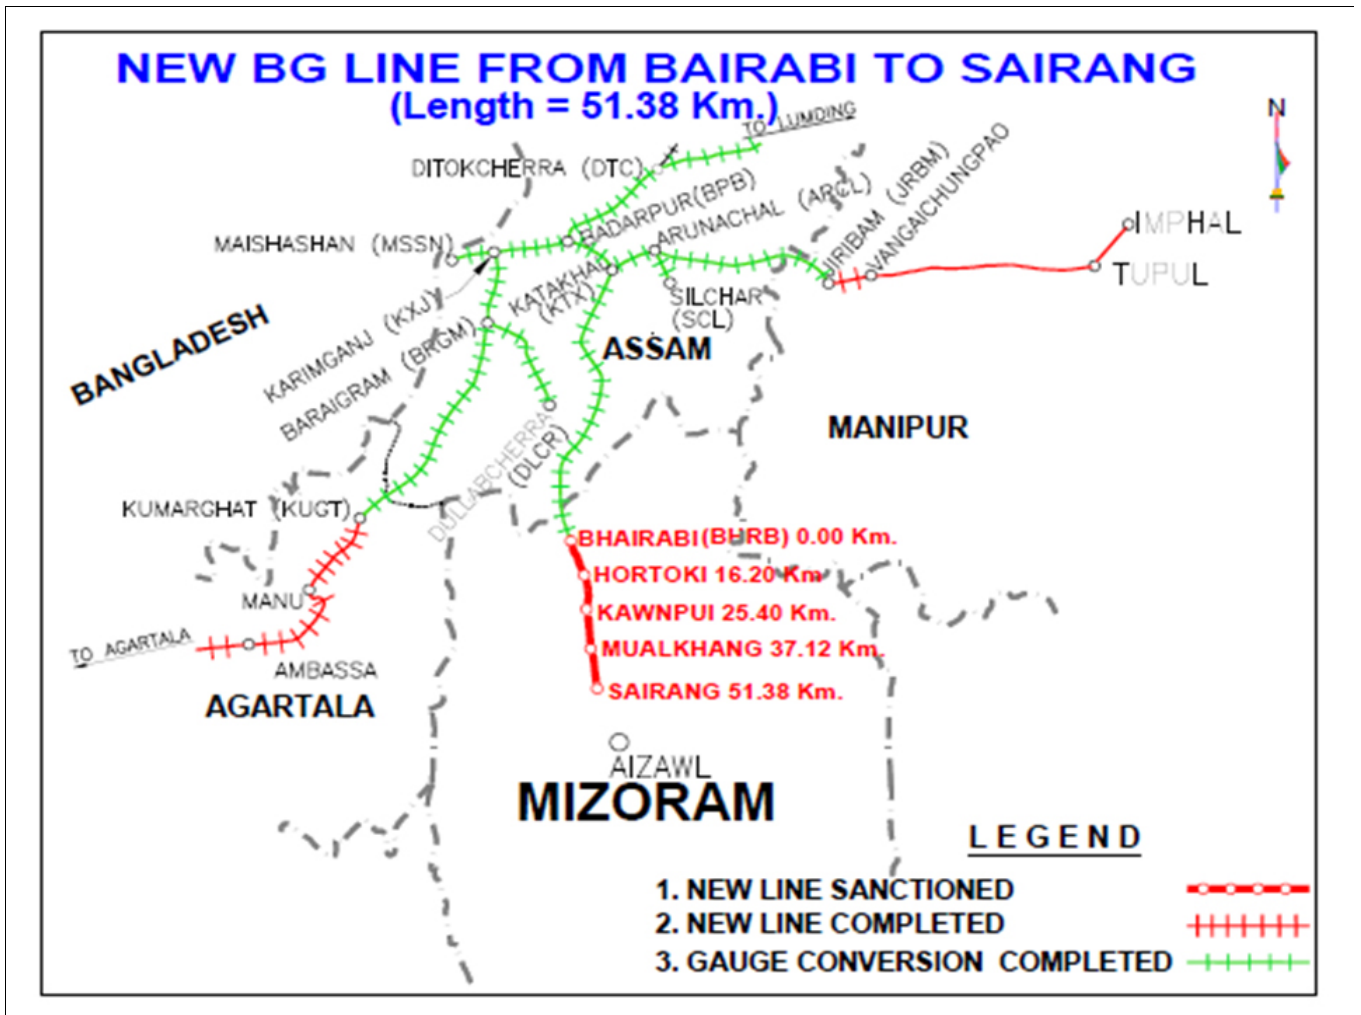 NEW BG LINE FROM BAIRABI TO SAIRANG
(Length = 51.38 Km.)
N
TO LUMDING
DITOKCHERRA (DTC)
BADARPUR(BPB)
ARUNACHAL (ARCL)
JIRIBAM (JRBM)
VANGAICHUNGPAO
IMPHAL
TUPUL
MAISHASHAN (MSSN)
KATAKHAL
(KTX)
SILCHAR
(SCL)
KARIMGANJ (KXJ)
BARAIGRAM (BRGM)
BANGLADESH
ASSAM
MANIPUR
DULLABCHERRA
(DLCR)
KUMARGHAT (KUGT)
BHAIRABI(BHRB) 0.00 Km.
HORTOKI 16.20 Km
MANU
KAWNPUI 25.40 Km.
MUALKHANG 37.12 Km.
TO AGARTALA
AMBASSA
SAIRANG 51.38 Km.
AGARTALA
AIZAWL
MIZORAM
LEGEND
1. NEW LINE SANCTIONED
2. NEW LINE COMPLETED
3. GAUGE CONVERSION COMPLETED